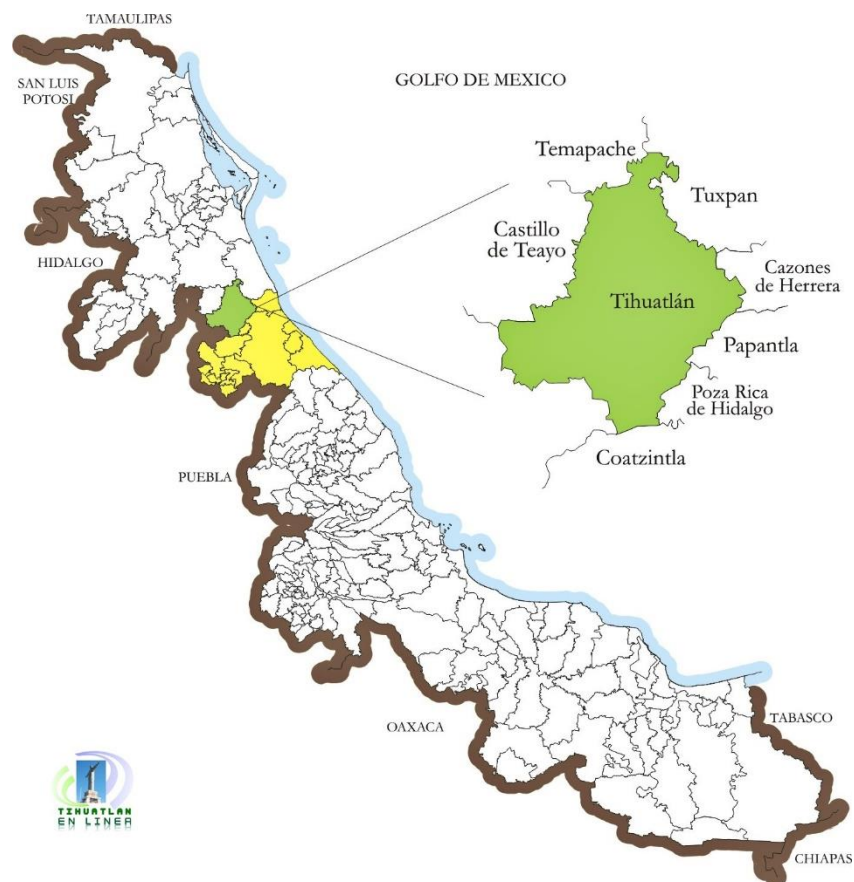 TAMAULIPAS
SAN LUIS
POTOSI
GOLFO DE MEXICO
Temapache
Tuxpan
Castillo
de Teayo
HIDALGO
Cazones
de Herrera
Tihuatlán
Papantla
Poza Rica
de Hidalgo
Coatzintla
PUEBLA
OAXACA
TABASCO
TIHUATLAN
EN LINEA
CHIAPAS